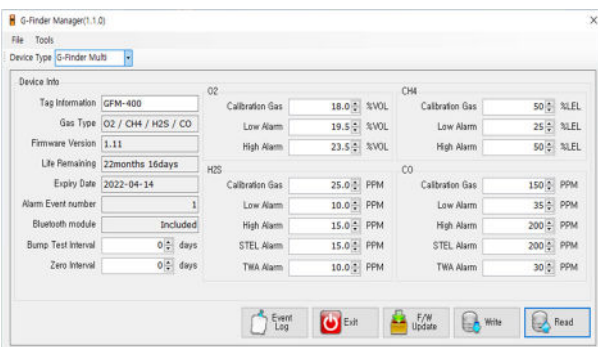 G-Finder Manager(1.1.0)
File Tools
Device Type G-Finder Multi
Device Info
Tag Information GFM-400
Gas Type O2 / CH4 / H2S / CO
Firmware Version 1.11
Life Remaining 22months 16days
Expiry Date 2022-04-14
Alarm Event number 1
Bluetooth module Included
Bump Test Interval 0 days
Zero Interval 0 days
O2
Calibration Gas 18.0 %VOL
Low Alarm 19.5 %VOL
High Alarm 23.5 %VOL
CH4
Calibration Gas 50 %LEL
Low Alarm 25 %LEL
High Alarm 50 %LEL
H2S
Calibration Gas 25.0 PPM
Low Alarm 10.0 PPM
High Alarm 15.0 PPM
STEL Alarm 15.0 PPM
TWA Alarm 10.0 PPM
CO
Calibration Gas 150 PPM
Low Alarm 35 PPM
High Alarm 200 PPM
STEL Alarm 200 PPM
TWA Alarm 30 PPM
Event
Log
Exit
F/W
Update
Write
Read